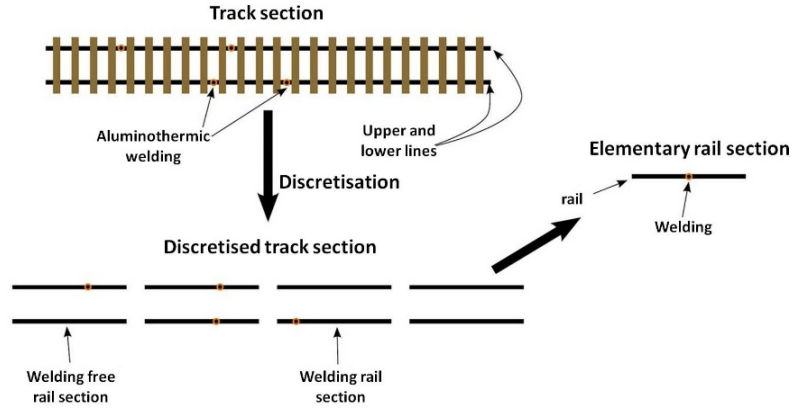 Track section
Aluminothermic
welding
Upper and
lower lines
Elementary rail section
Discretisation
rail
Welding
Discretised track section
Welding free
rail section
Welding rail
section